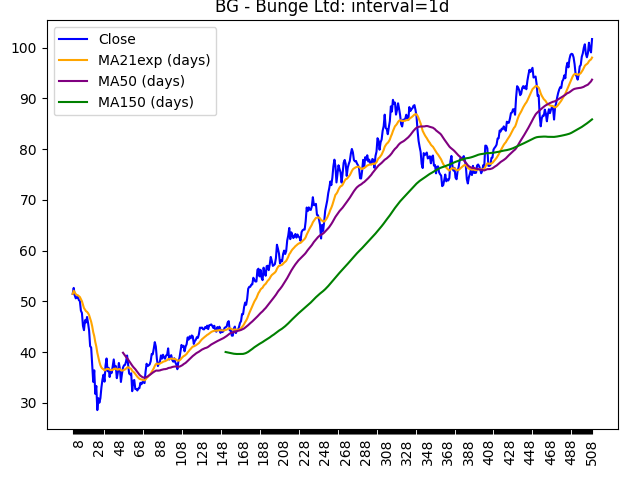 BG - Bunge Ltd: interval=1d
Close
MA21exp (days)
MA50 (days)
MA150 (days)
100
90
80
70
60
50
40
30
8 28 48 68 88 108 128 148 168 188 208 228 248 268 288 308 328 348 368 388 408 428 448 468 488 508